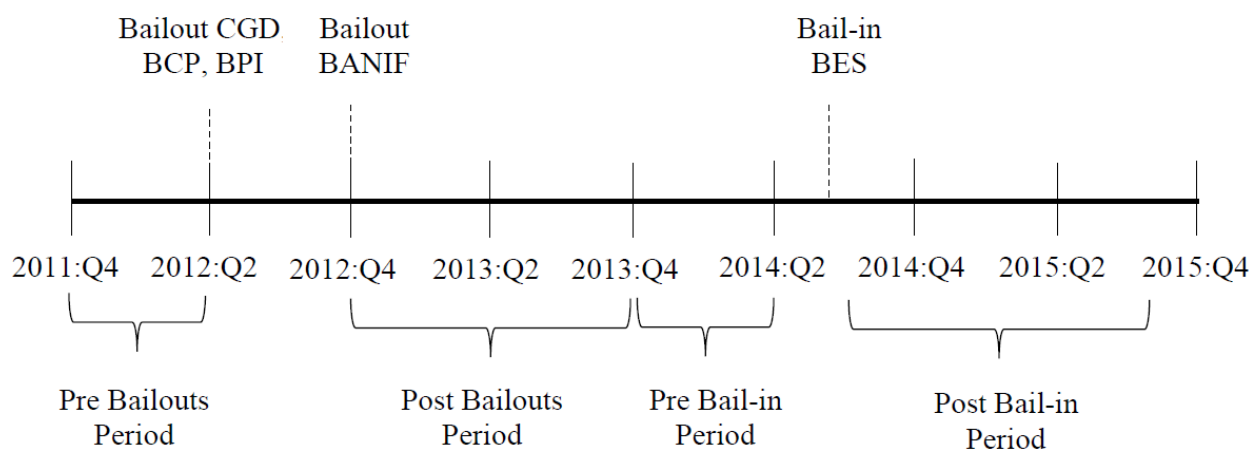 Bailout CGD,
BCP, BPI
Bailout
BANIF
Bail-in
BES
2011:Q4 2012:Q2 2012:Q4 2013:Q2 2013:Q4 2014:Q2 2014:Q4 2015:Q2 2015:Q4
Pre Bailouts
Period
Post Bailouts
Period
Pre Bail-in
Period
Post Bail-in
Period